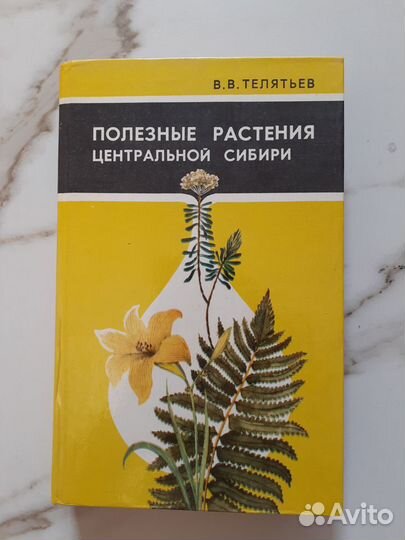 В. В. ТЕЛЯТЬЕВ
ПОЛЕЗНЫЕ РАСТЕНИЯ
ЦЕНТРАЛЬНОЙ СИБИРИ
Avito